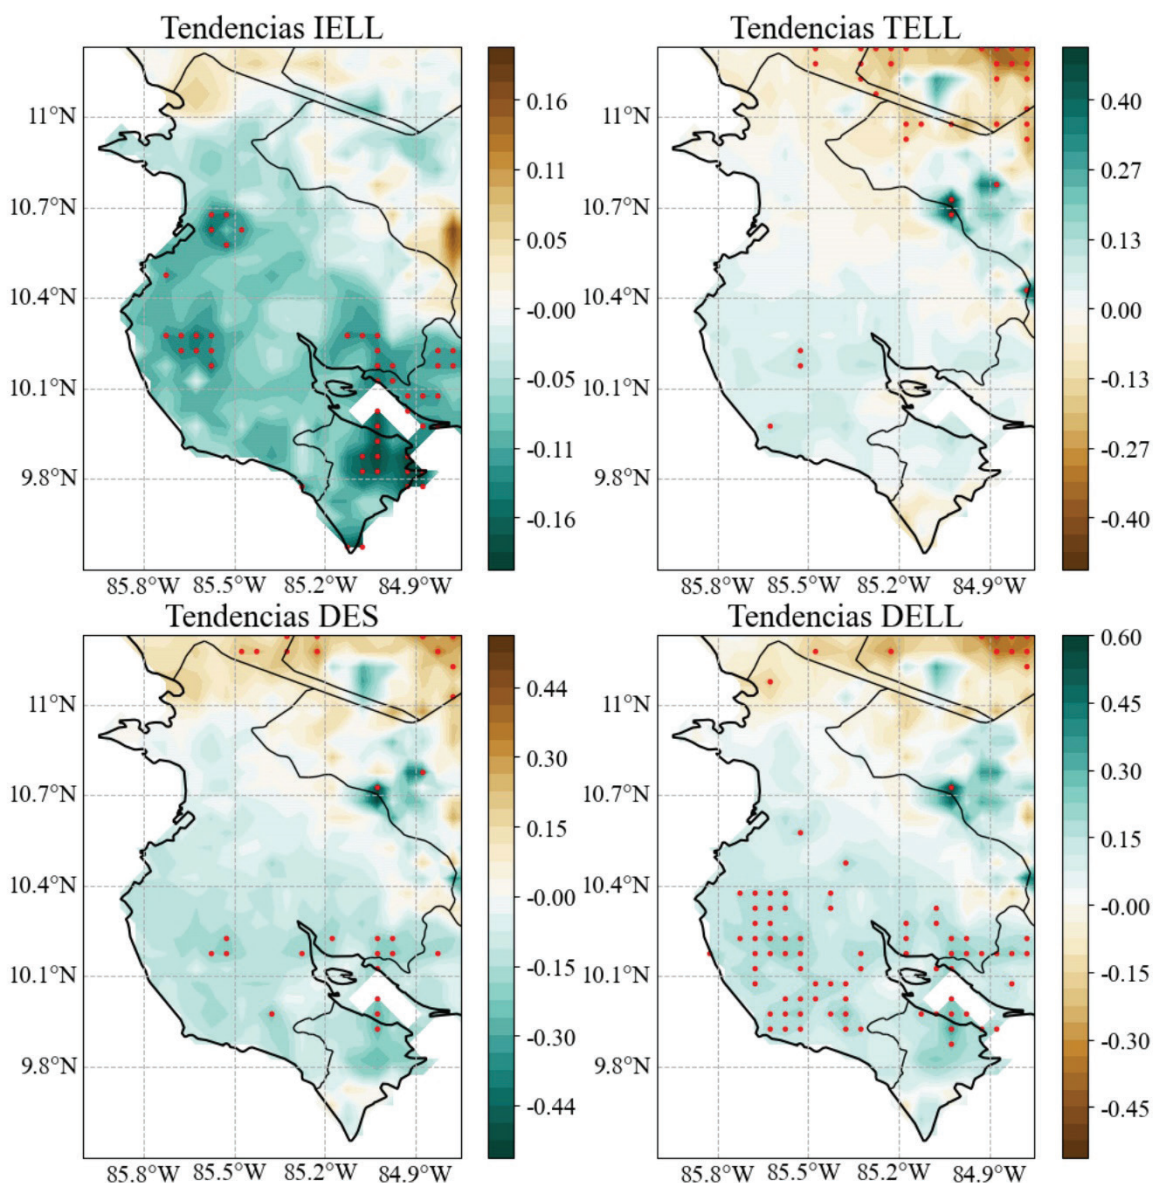 Tendencias IELL
11°N
10.7°N
10.4°N
10.1°N
9.8°N
85.8°W 85.5°W 85.2°W 84.9°W
0.16
0.11
0.05
-0.00
-0.05
-0.11
-0.16
Tendencias TELL
11°N
10.7°N
10.4°N
10.1°N
9.8°N
85.8°W 85.5°W 85.2°W 84.9°W
0.40
0.27
0.13
0.00
-0.13
-0.27
-0.40
Tendencias DES
11°N
10.7°N
10.4°N
10.1°N
9.8°N
85.8°W 85.5°W 85.2°W 84.9°W
0.44
0.30
0.15
-0.00
-0.15
-0.30
-0.44
Tendencias DELL
11°N
10.7°N
10.4°N
10.1°N
9.8°N
85.8°W 85.5°W 85.2°W 84.9°W
0.60
0.45
0.30
0.15
-0.00
-0.15
-0.30
-0.45